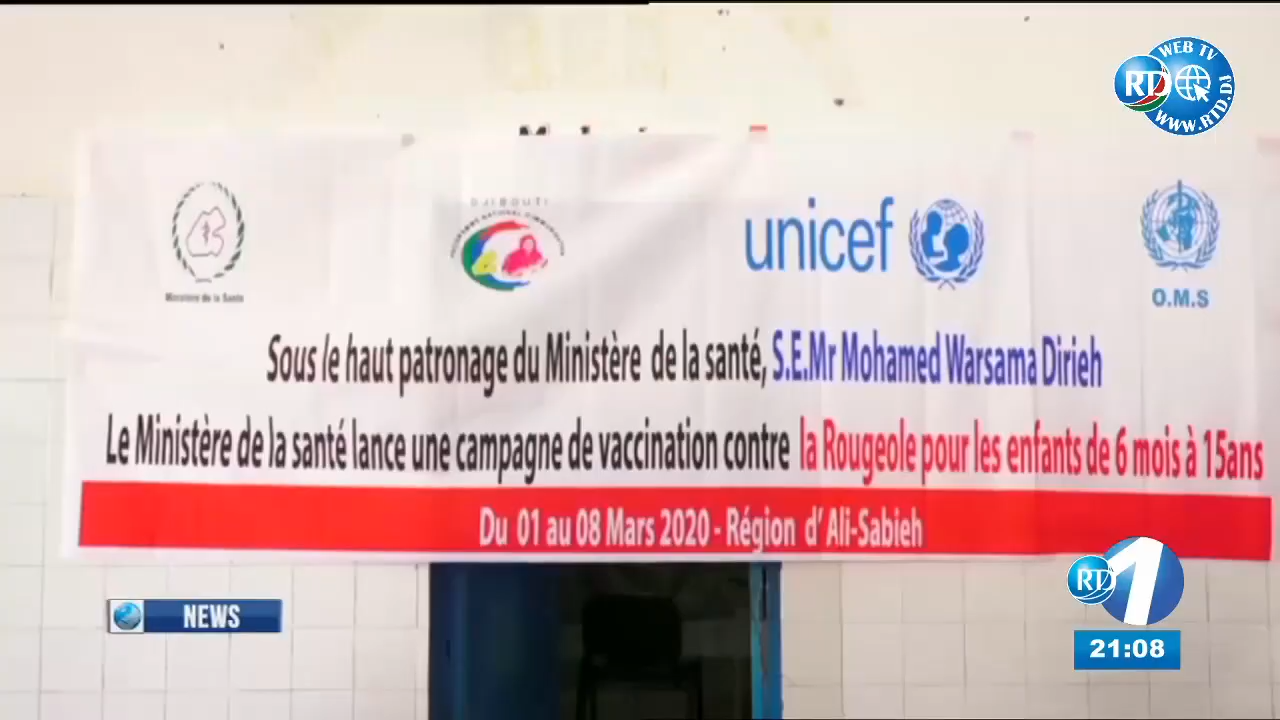 WEB TV
RTD
WWW.RTD.DJ
DJIBOUTI
unicef
Ministère de la Santé
O.M.S
Sous le haut patronage du Ministère de la santé, S.E.Mr Mohamed Warsama Dirieh
Le Ministère de la santé lance une campagne de vaccination contre la Rougeole pour les enfants de 6 mois à 15ans
Du 01 au 08 Mars 2020 - Région d' Ali-Sabieh
NEWS
RTD 1
21:08